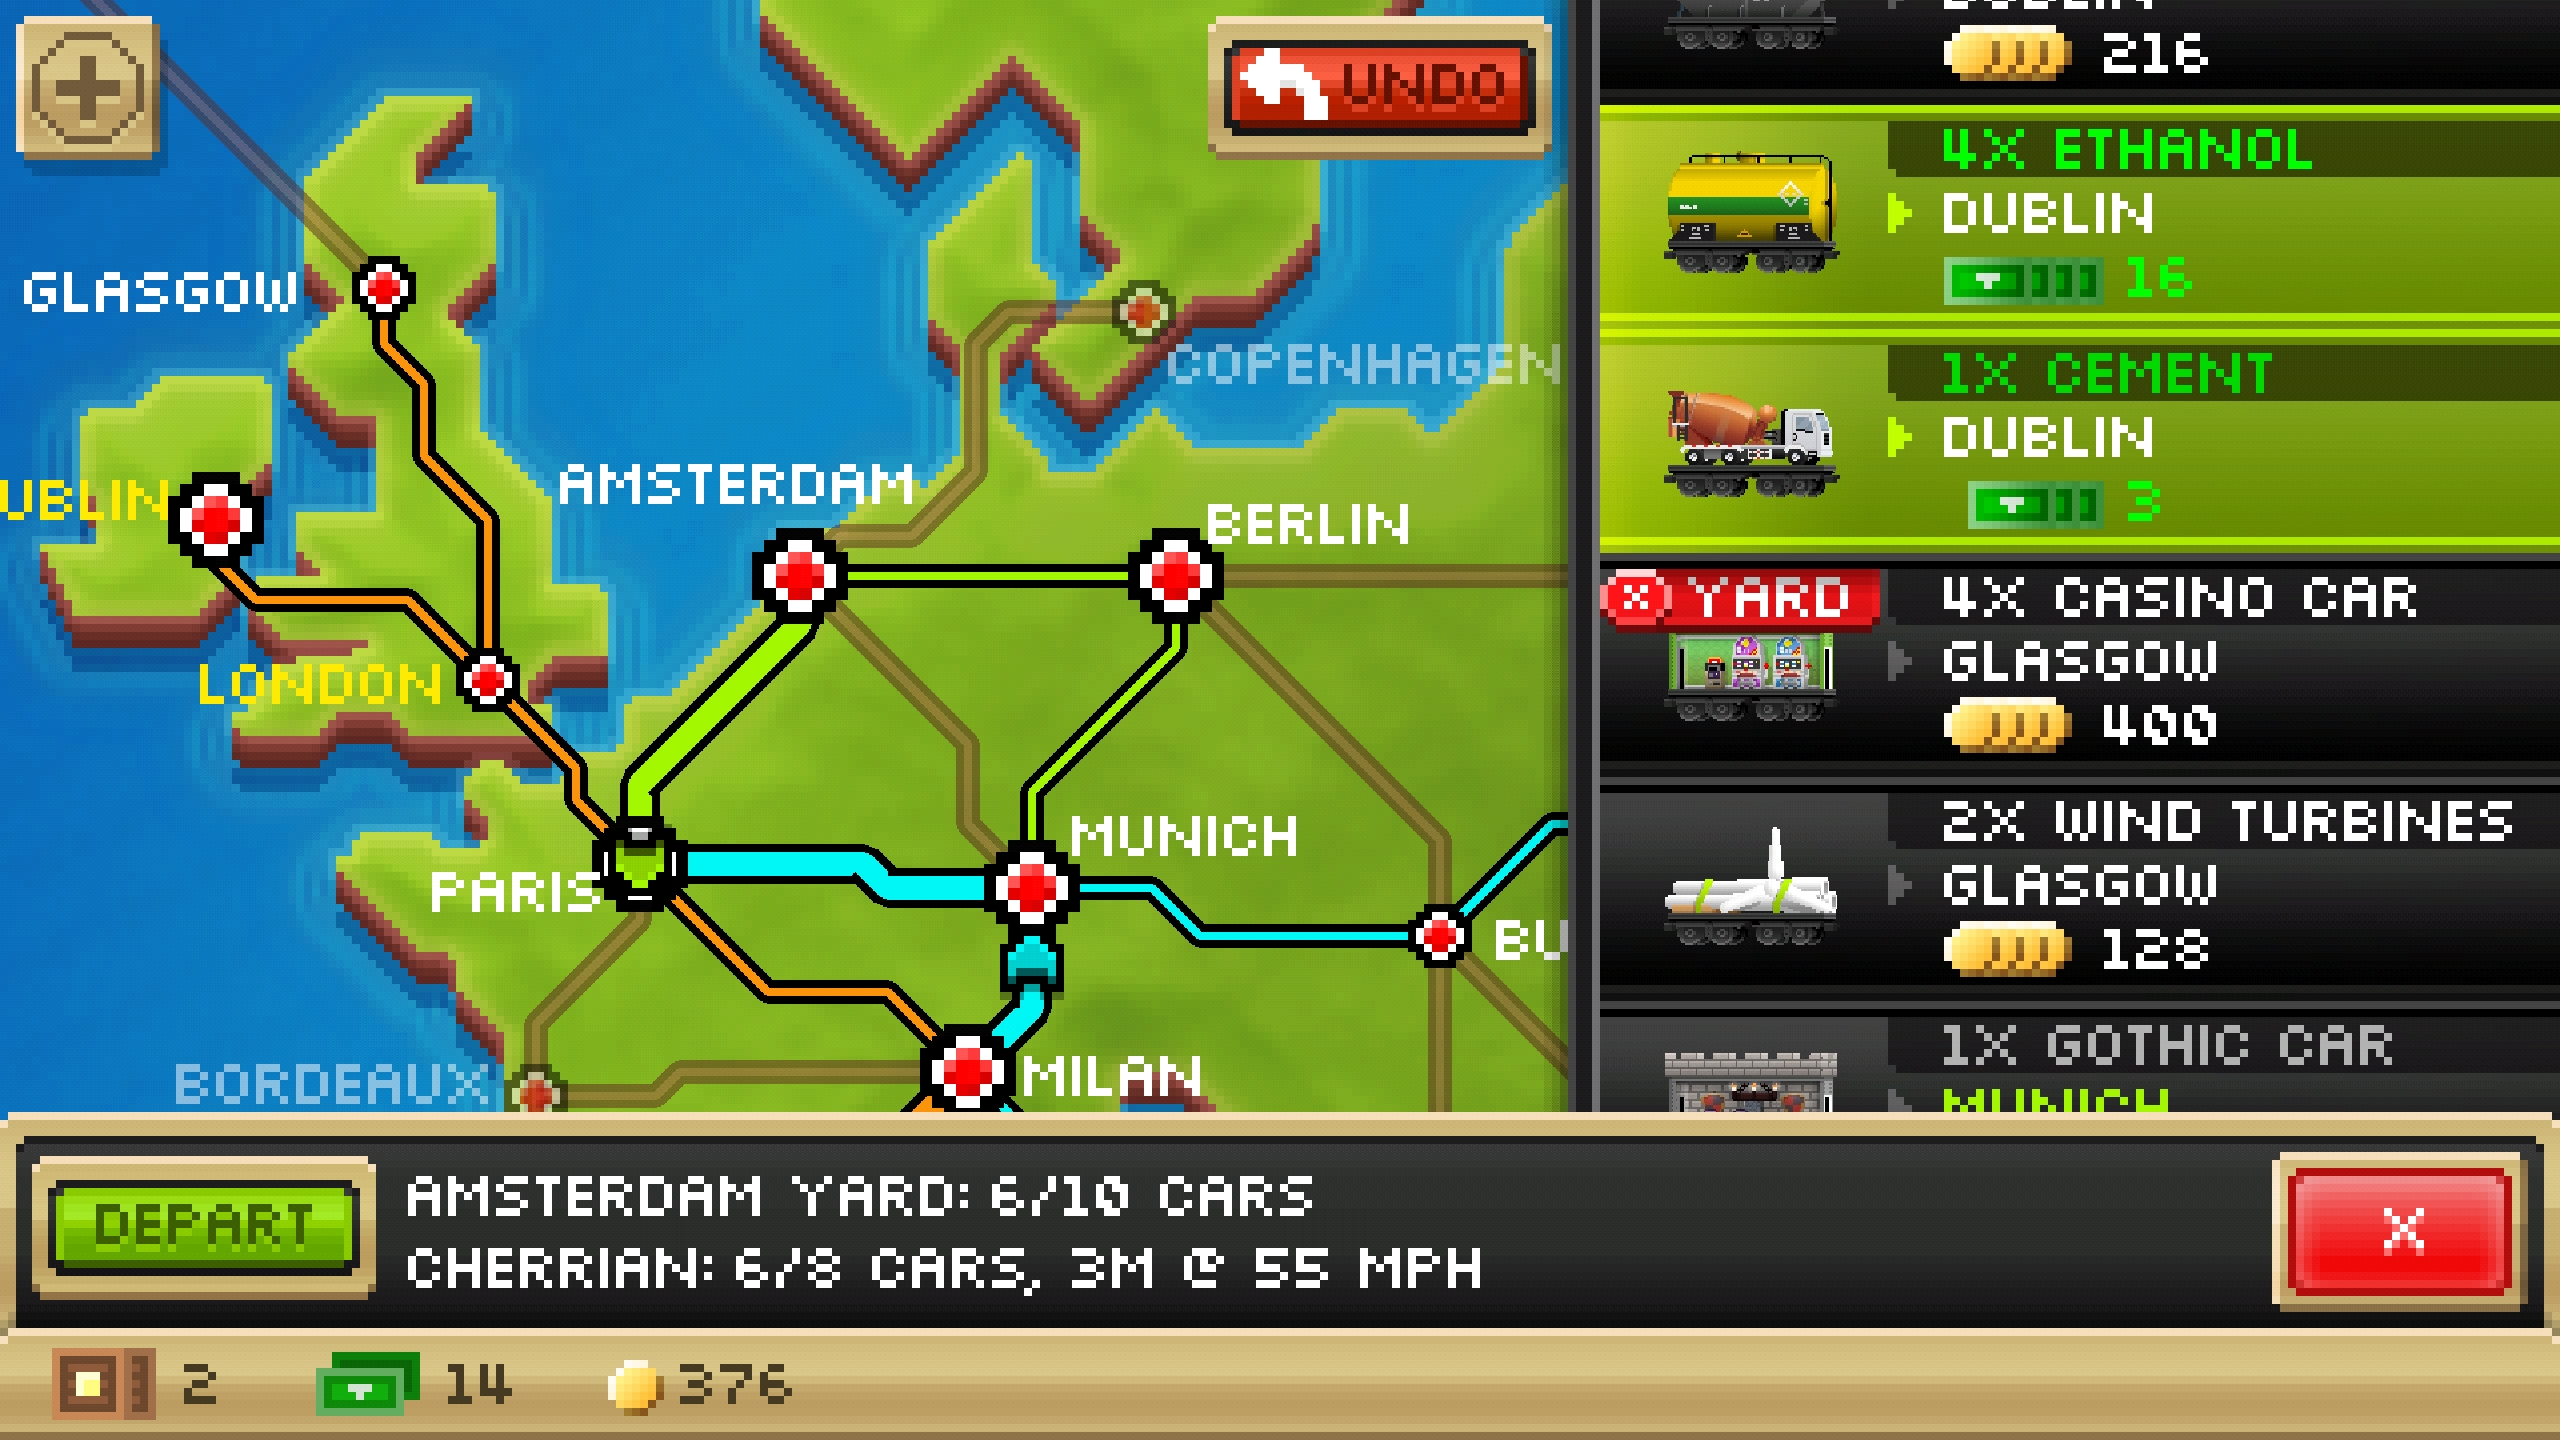 UNDO
GLASGOW
COPENHAGEN
AMSTERDAM
UBLIN
BERLIN
LONDON
MUNICH
PARIS
BU
BORDEAUX
MILAN
DUBLIN
216
4X ETHANOL
DUBLIN
16
1X CEMENT
DUBLIN
3
YARD
4X CASINO CAR
GLASGOW
400
2X WIND TURBINES
GLASGOW
128
1X GOTHIC CAR
MUNICH
DEPART
AMSTERDAM YARD: 6/10 CARS
CHERRIAN: 6/8 CARS, 3M @ 55 MPH
X
2
14
376